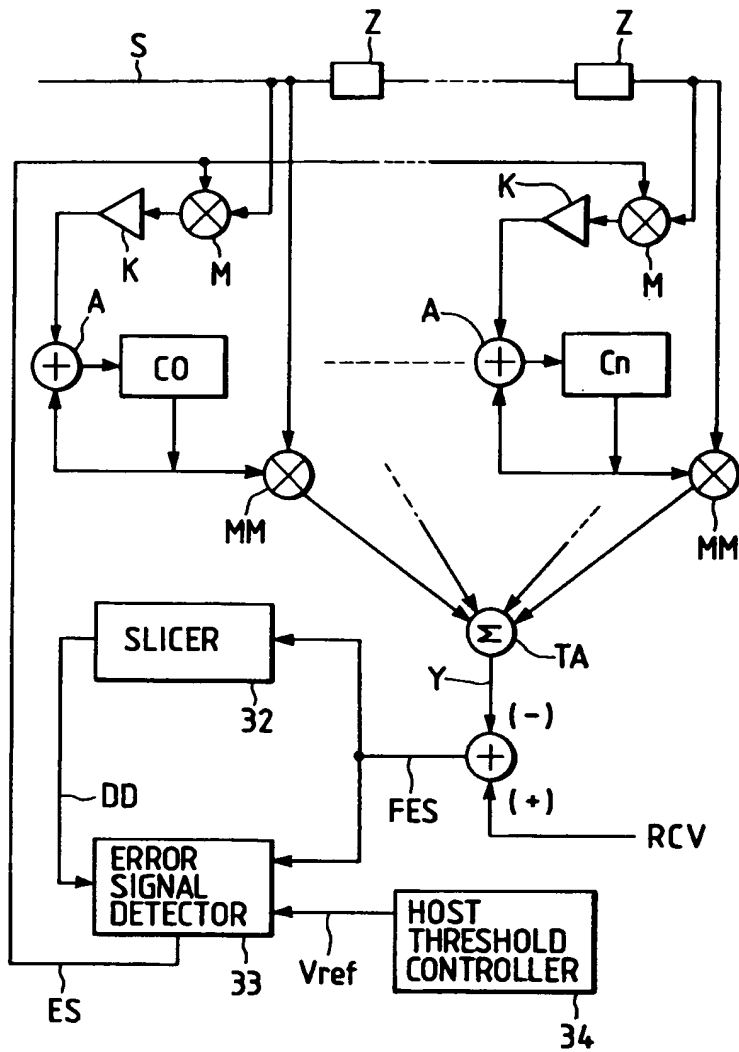 S
Z
Z
K
M
K
M
A
C0
A
Cn
MM
MM
Σ
TA
Y
(-)
(+)
RCV
FES
SLICER
32
DD
ERROR
SIGNAL
DETECTOR
33
Vref
HOST
THRESHOLD
CONTROLLER
34
ES